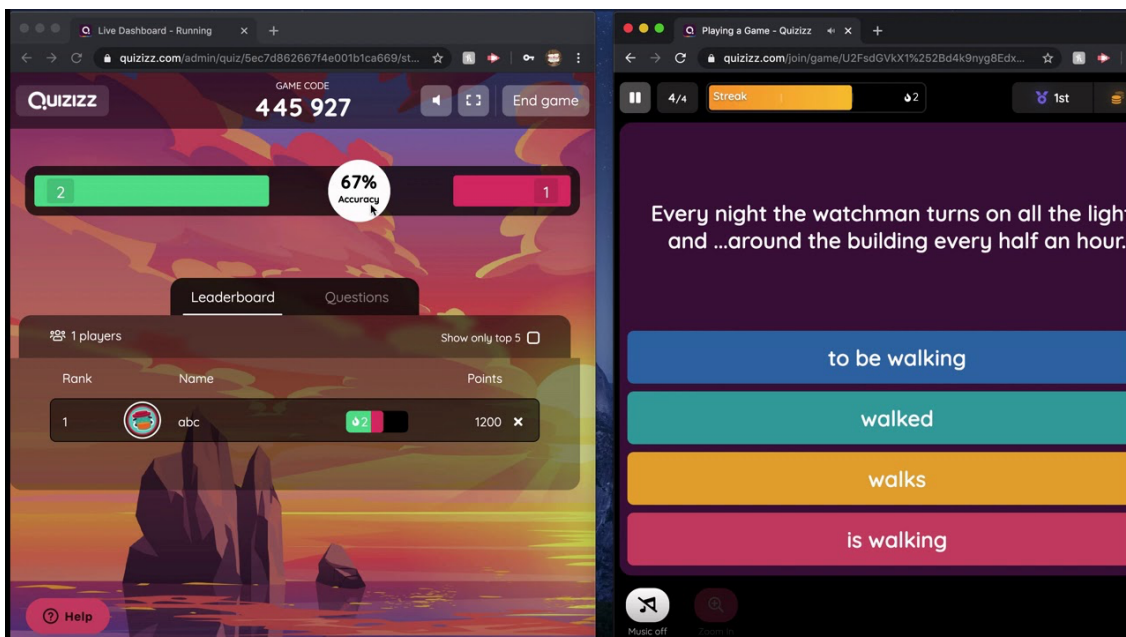 Live Dashboard - Running
quizizz.com/admin/quiz/5ec7d862667f4e001b1ca669/st...
Quizizz
GAME CODE
445 927
End game
2
67%
Accuracy
1
Leaderboard
Questions
1 players
Show only top 5
Rank
Name
Points
1
abc
2
1200
Help
Playing a Game - Quizizz
quizizz.com/join/game/U2FsdGVkX1%252Bd4k9nyg8Edx...
4/4
Streak
2
1st
Every night the watchman turns on all the ligh
and ...around the building every half an hour.
to be walking
walked
walks
is walking
Music off
Zoom in